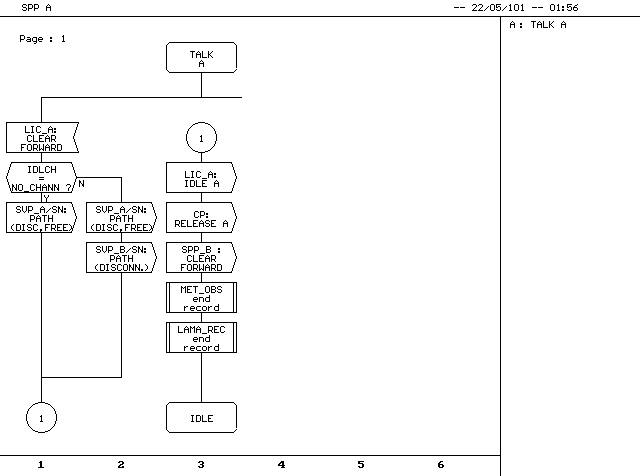 SPP A
-- 22/05/101 -- 01:56
A: TALK A
Page : 1
TALK
A
LIC_A:
CLEAR
FORWARD
1
IDLCH
=
NO_CHANN ?
N
Y
LIC_A:
IDLE A
SVP_A/SN:
PATH
(DISC,FREE)
SVP_A/SN:
PATH
(DISC,FREE)
CP:
RELEASE A
SVP_B/SN:
PATH
(DISCONN.)
SPP_B :
CLEAR
FORWARD
MET_OBS
end
record
LAMA_REC
end
record
1
IDLE
1 2 3 4 5 6